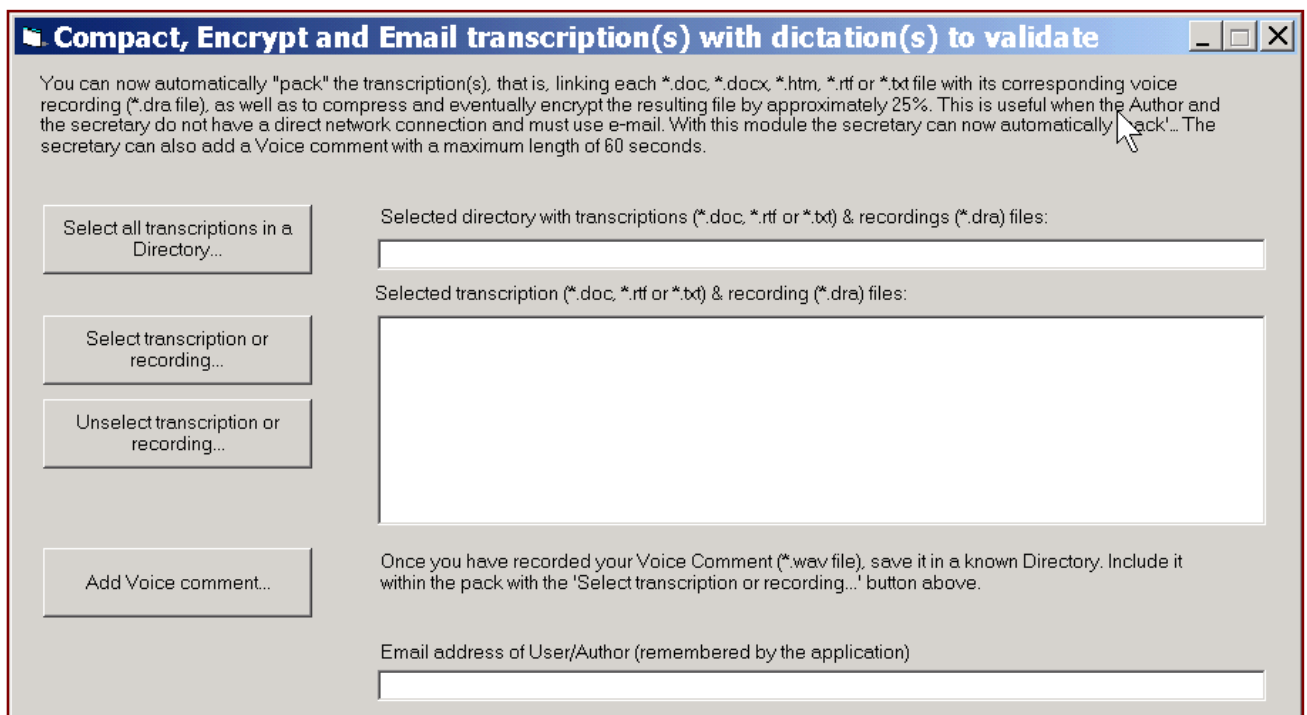 Compact, Encrypt and Email transcription(s) with dictation(s) to validate
You can now automatically "pack" the transcription(s), that is, linking each *.doc, *.docx, *.htm, *.rtf or *.txt file with its corresponding voice
recording (*.dra file), as well as to compress and eventually encrypt the resulting file by approximately 25%. This is useful when the Author and
the secretary do not have a direct network connection and must use e-mail. With this module the secretary can now automatically ack'... The
secretary can also add a Voice comment with a maximum length of 60 seconds.
Select all transcriptions in a
Directory...
Selected directory with transcriptions (*.doc, *.rtf or *.txt) & recordings (*.dra) files:
Selected transcription (*.doc, *.rtf or *.txt) & recording (*.dra) files:
Select transcription or
recording...
Unselect transcription or
recording...
Add Voice comment...
Once you have recorded your Voice Comment (*.wav file), save it in a known Directory. Include it
within the pack with the 'Select transcription or recording...' button above.
Email address of User/Author (remembered by the application)